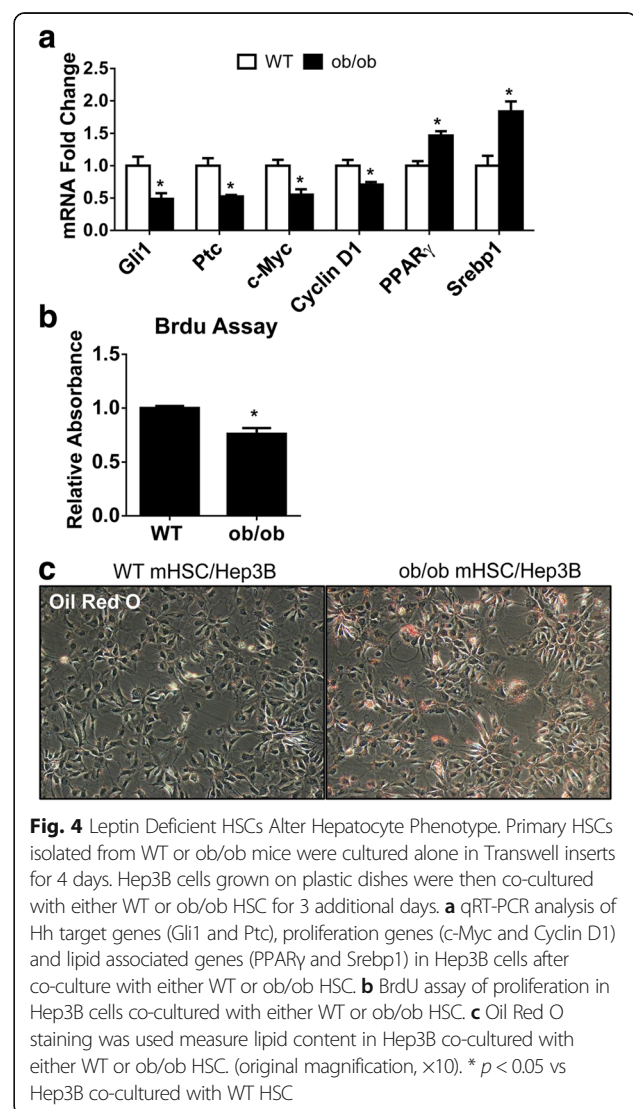 a
WT ob/ob
mRNA Fold Change
2.5
2.0
1.5
1.0
0.5
0.0
* * * * * *
Gli1 Ptc c-Myc Cyclin D1 PPARγ Srebp1
b
Brdu Assay
Relative Absorbance
1.5
1.0
0.5
0.0
*
WT ob/ob
c
WT mHSC/Hep3B ob/ob mHSC/Hep3B
Oil Red O
Fig. 4 Leptin Deficient HSCs Alter Hepatocyte Phenotype. Primary HSCs
isolated from WT or ob/ob mice were cultured alone in Transwell inserts
for 4 days. Hep3B cells grown on plastic dishes were then co-cultured
with either WT or ob/ob HSC for 3 additional days. a qRT-PCR analysis of
Hh target genes (Gli1 and Ptc), proliferation genes (c-Myc and Cyclin D1)
and lipid associated genes (PPARγ and Srebp1) in Hep3B cells after
co-culture with either WT or ob/ob HSC. b BrdU assay of proliferation in
Hep3B cells co-cultured with either WT or ob/ob HSC. c Oil Red O
staining was used measure lipid content in Hep3B co-cultured with
either WT or ob/ob HSC. (original magnification, ×10). * p < 0.05 vs
Hep3B co-cultured with WT HSC